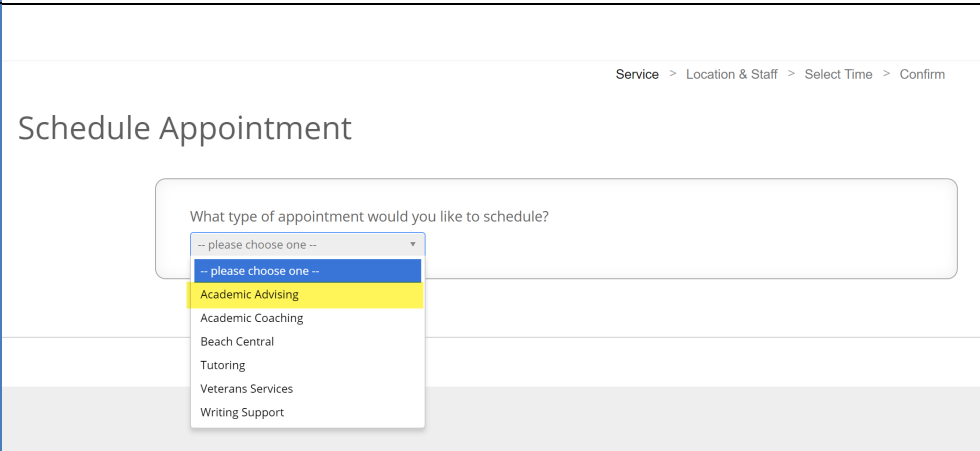 Service > Location & Staff > Select Time > Confirm
Schedule Appointment
What type of appointment would you like to schedule?
-- please choose one --
-- please choose one --
Academic Advising
Academic Coaching
Beach Central
Tutoring
Veterans Services
Writing Support